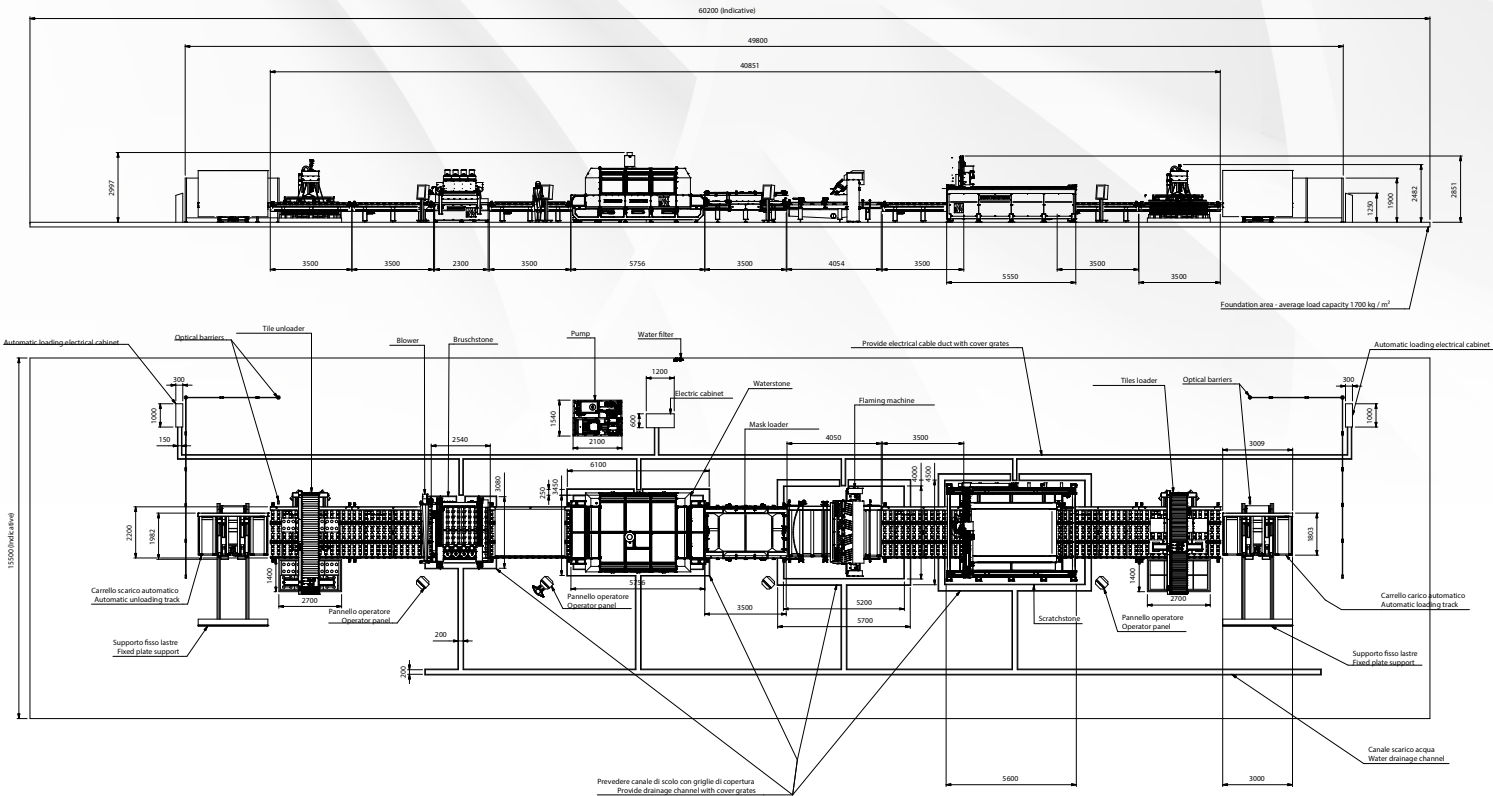 60200 (Indicative)
49800
40851
2997
1250
1900
2482
2851
3500
3500
2300
3500
5756
3500
4054
3500
5550
3500
3500
Foundation area - average load capacity 1700 kg / m²
Automatic loading electrical cabinet
Optical barriers
Tile unloader
Blower
Bruschstone
Pump
Water filter
Provide electrical cable duct with cover grates
Automatic loading electrical cabinet
Tiles loader
Optical barriers
300
1000
150
2540
1540
2100
1200
600
Electric cabinet
Waterstone
Mask loader
Flaming machine
4050
3500
300
1000
3009
6100
250
3450
3080
4000
4500
15500 (Indicative)
2200
1982
1400
2700
1803
1400
2700
5756
3500
5200
5700
Carrello scarico automatico
Automatic unloading track
Pannello operatore
Operator panel
Pannello operatore
Operator panel
Scratchstone
Pannello operatore
Operator panel
Carrello carico automatico
Automatic loading track
Supporto fisso lastre
Fixed plate support
200
200
Supporto fisso lastre
Fixed plate support
Canale scarico acqua
Water drainage channel
Prevedere canale di scolo con griglie di copertura
Provide drainage channel with cover grates
5600
3000